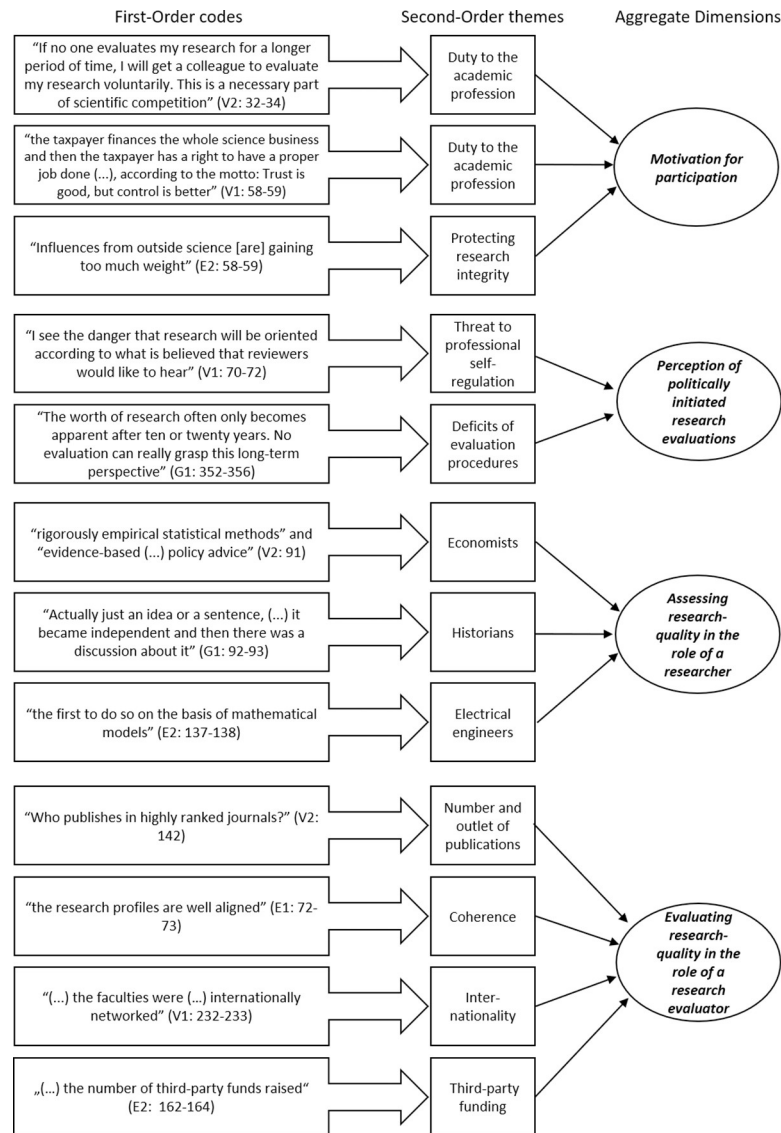 First-Order codes
Second-Order themes
Aggregate Dimensions
“If no one evaluates my research for a longer
period of time, I will get a colleague to evaluate
my research voluntarily. This is a necessary part
of scientific competition” (V2: 32-34)
Duty to the
academic
profession
“the taxpayer finances the whole science business
and then the taxpayer has a right to have a proper
job done (...), according to the motto: Trust is
good, but control is better” (V1: 58-59)
Duty to the
academic
profession
“Influences from outside science [are] gaining
too much weight” (E2: 58-59)
Protecting
research
integrity
Motivation for
participation
“I see the danger that research will be oriented
according to what is believed that reviewers
would like to hear” (V1: 70-72)
Threat to
professional
self-
regulation
“The worth of research often only becomes
apparent after ten or twenty years. No
evaluation can really grasp this long-term
perspective” (G1: 352-356)
Deficits of
evaluation
procedures
Perception of
politically
initiated
research
evaluations
“rigorously empirical statistical methods” and
“evidence-based (...) policy advice” (V2: 91)
Economists
“Actually just an idea or a sentence, (...) it
became independent and then there was a
discussion about it” (G1: 92-93)
Historians
“the first to do so on the basis of mathematical
models” (E2: 137-138)
Electrical
engineers
Assessing
research-
quality in the
role of a
researcher
“Who publishes in highly ranked journals?” (V2:
142)
Number and
outlet of
publications
“the research profiles are well aligned” (E1: 72-
73)
Coherence
“(...) the faculties were (...) internationally
networked” (V1: 232-233)
Inter-
nationality
„(...) the number of third-party funds raised“
(E2: 162-164)
Third-party
funding
Evaluating
research-
quality in the
role of a
research
evaluator